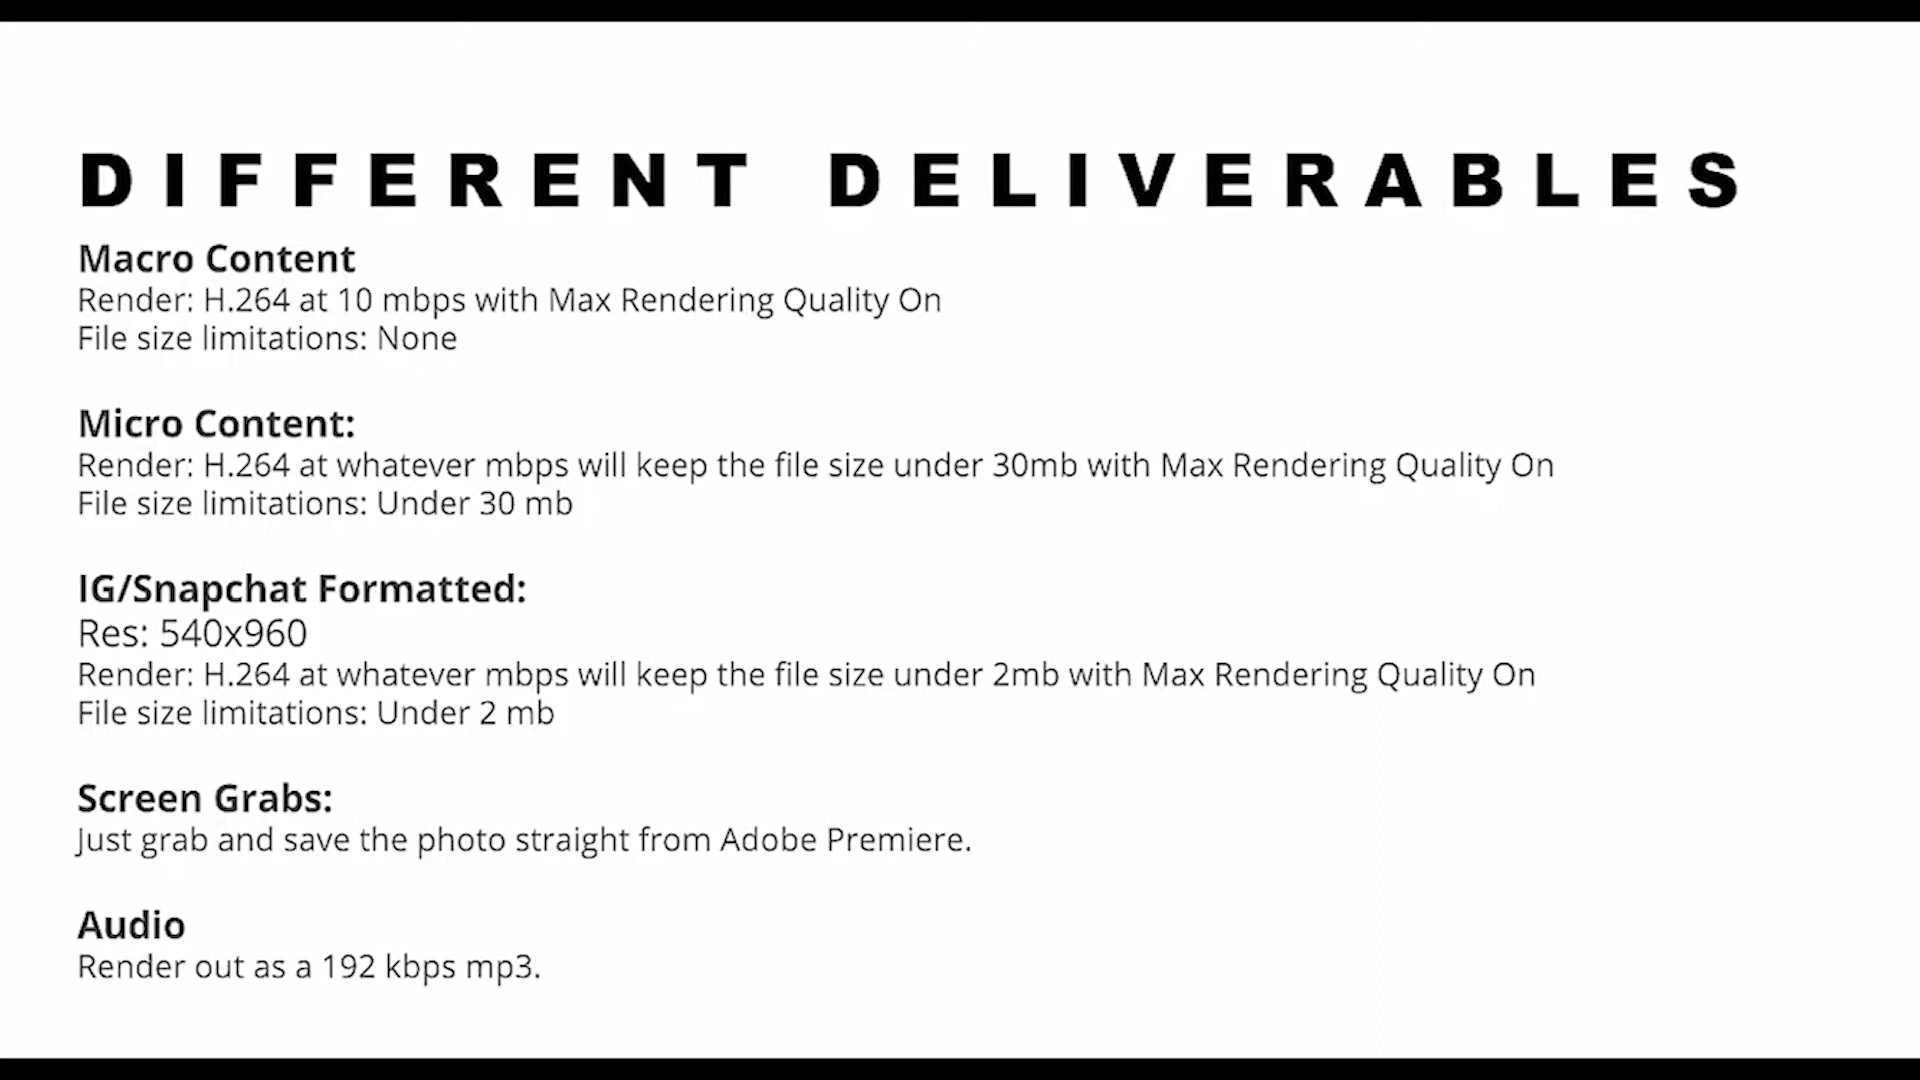 DIFFERENT DELIVERABLES
Macro Content
Render: H.264 at 10 mbps with Max Rendering Quality On
File size limitations: None
Micro Content:
Render: H.264 at whatever mbps will keep the file size under 30mb with Max Rendering Quality On
File size limitations: Under 30 mb
IG/Snapchat Formatted:
Res: 540x960
Render: H.264 at whatever mbps will keep the file size under 2mb with Max Rendering Quality On
File size limitations: Under 2 mb
Screen Grabs:
Just grab and save the photo straight from Adobe Premiere.
Audio
Render out as a 192 kbps mp3.